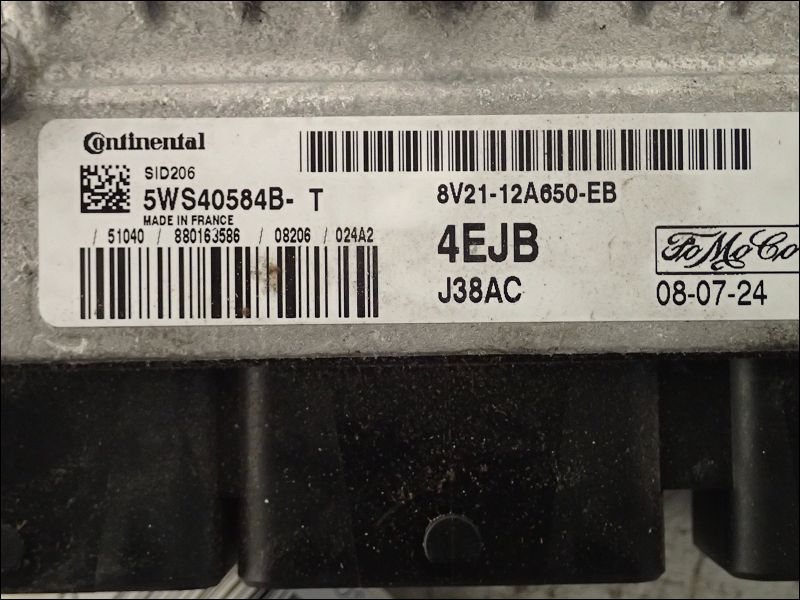 Continental
SID206
5WS40584B- T
MADE IN FRANCE
/ 51040 / 880163586 / 08206 / 024A2
8V21-12A650-EB
4EJB
J38AC
FoMoCo
08-07-24